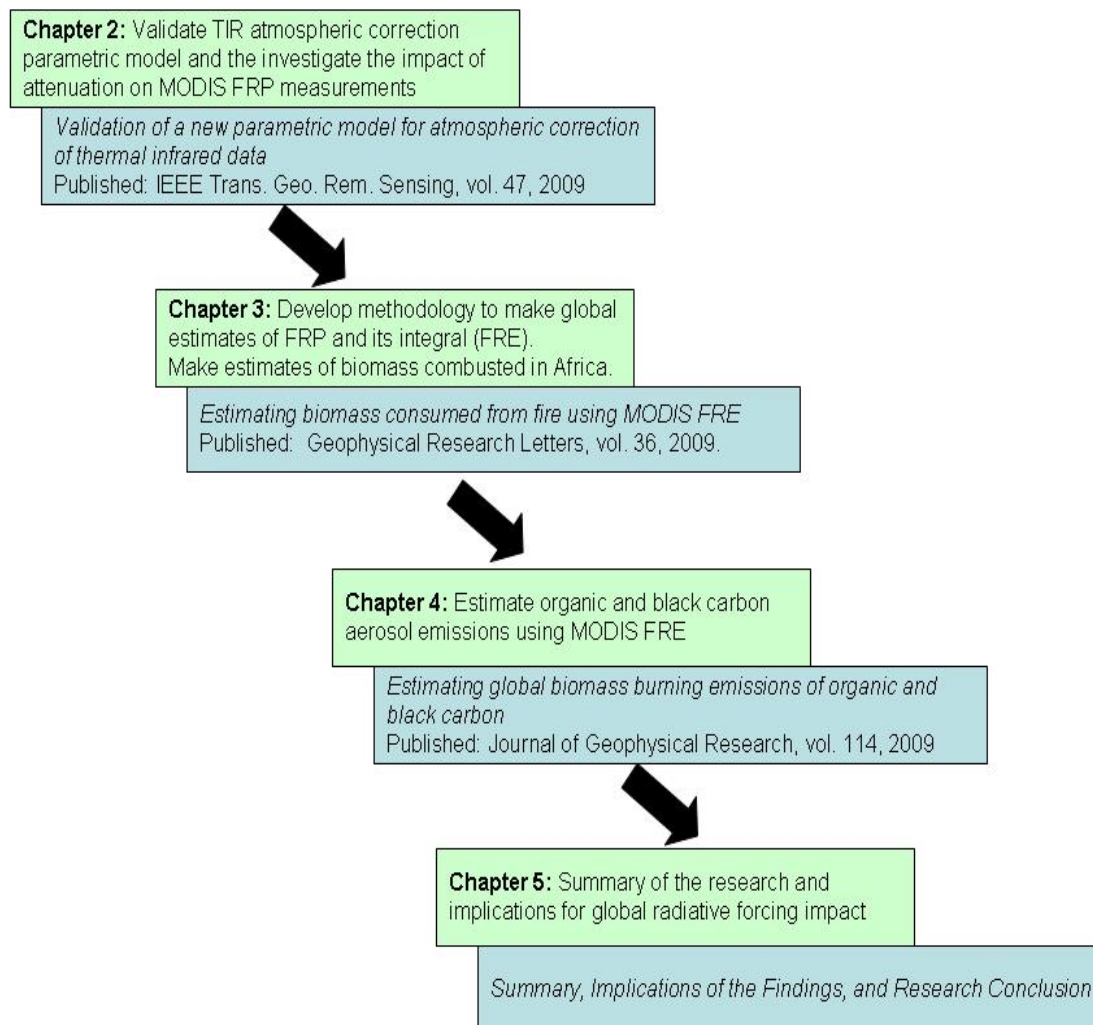 Chapter 2: Validate TIR atmospheric correction
parametric model and the investigate the impact of
attenuation on MODIS FRP measurements
Validation of a new parametric model for atmospheric correction
of thermal infrared data
Published: IEEE Trans. Geo. Rem. Sensing, vol. 47, 2009
Chapter 3: Develop methodology to make global
estimates of FRP and its integral (FRE).
Make estimates of biomass combusted in Africa.
Estimating biomass consumed from fire using MODIS FRE
Published: Geophysical Research Letters, vol. 36, 2009.
Chapter 4: Estimate organic and black carbon
aerosol emissions using MODIS FRE
Estimating global biomass burning emissions of organic and
black carbon
Published: Journal of Geophysical Research, vol. 114, 2009
Chapter 5: Summary of the research and
implications for global radiative forcing impact
Summary, Implications of the Findings, and Research Conclusion